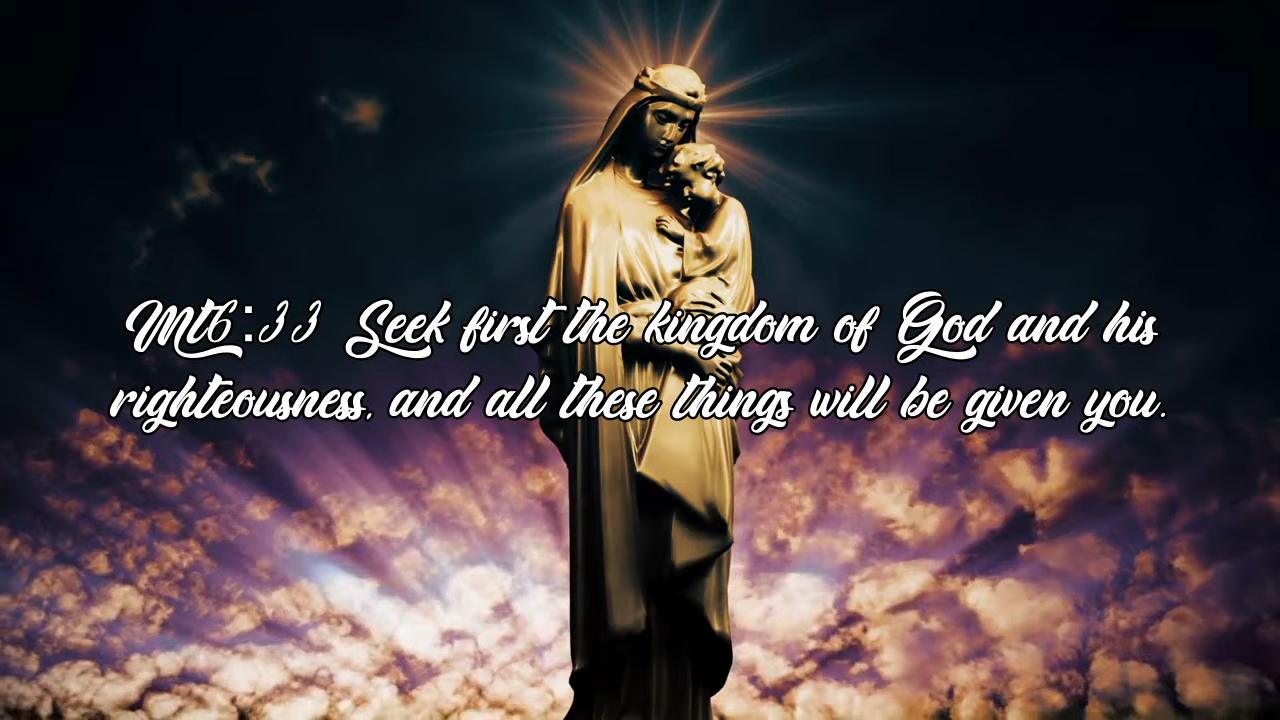 Mt6:33 Seek first the kingdom of God and his
righteousness, and all these things will be given you.